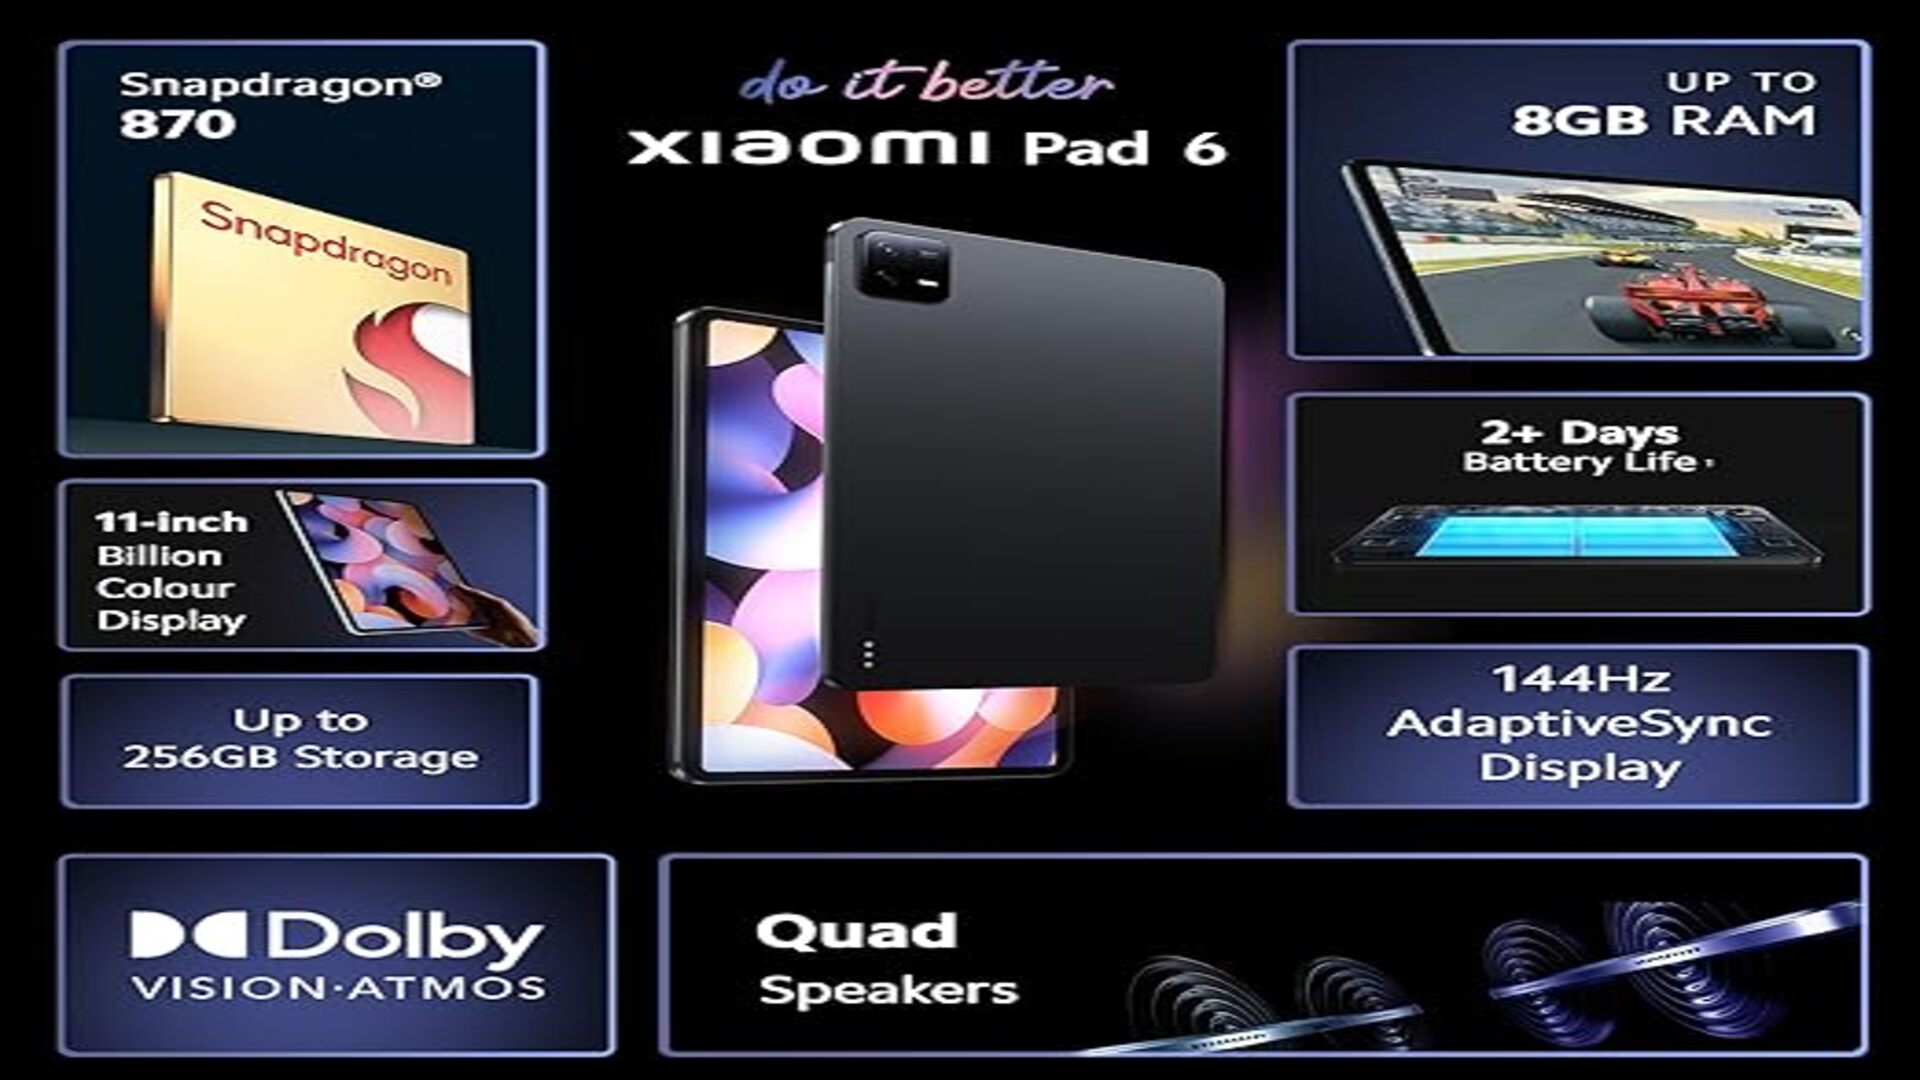 do it better
xiaomi Pad 6
Snapdragon®
870
Snapdragon
UP TO
8GB RAM
11-inch
Billion
Colour
Display
2+ Days
Battery Life
Up to
256GB Storage
144Hz
AdaptiveSync
Display
Dolby
VISION·ATMOS
Quad
Speakers